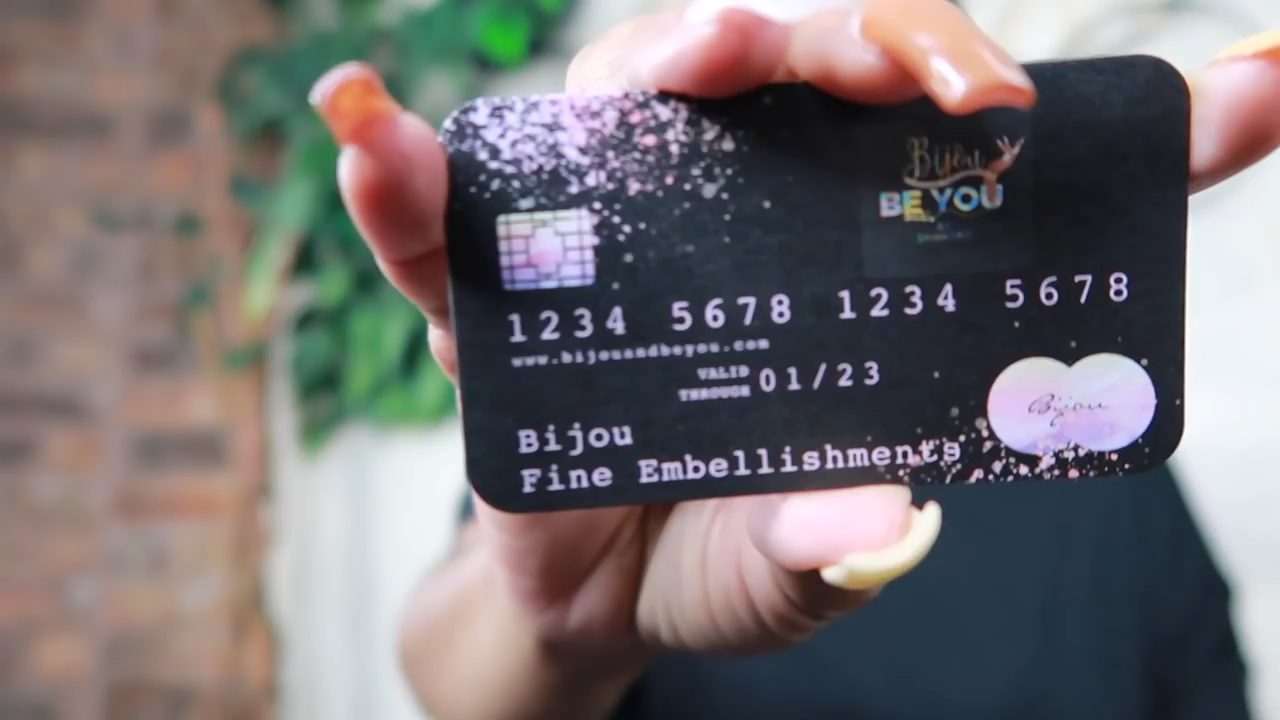 Bijou
BE YOU
1234 5678 1234 5678
www.bijouandbeyou.com
VALID
THROUGH 01/23
Bijou
Bijou
Fine Embellishments